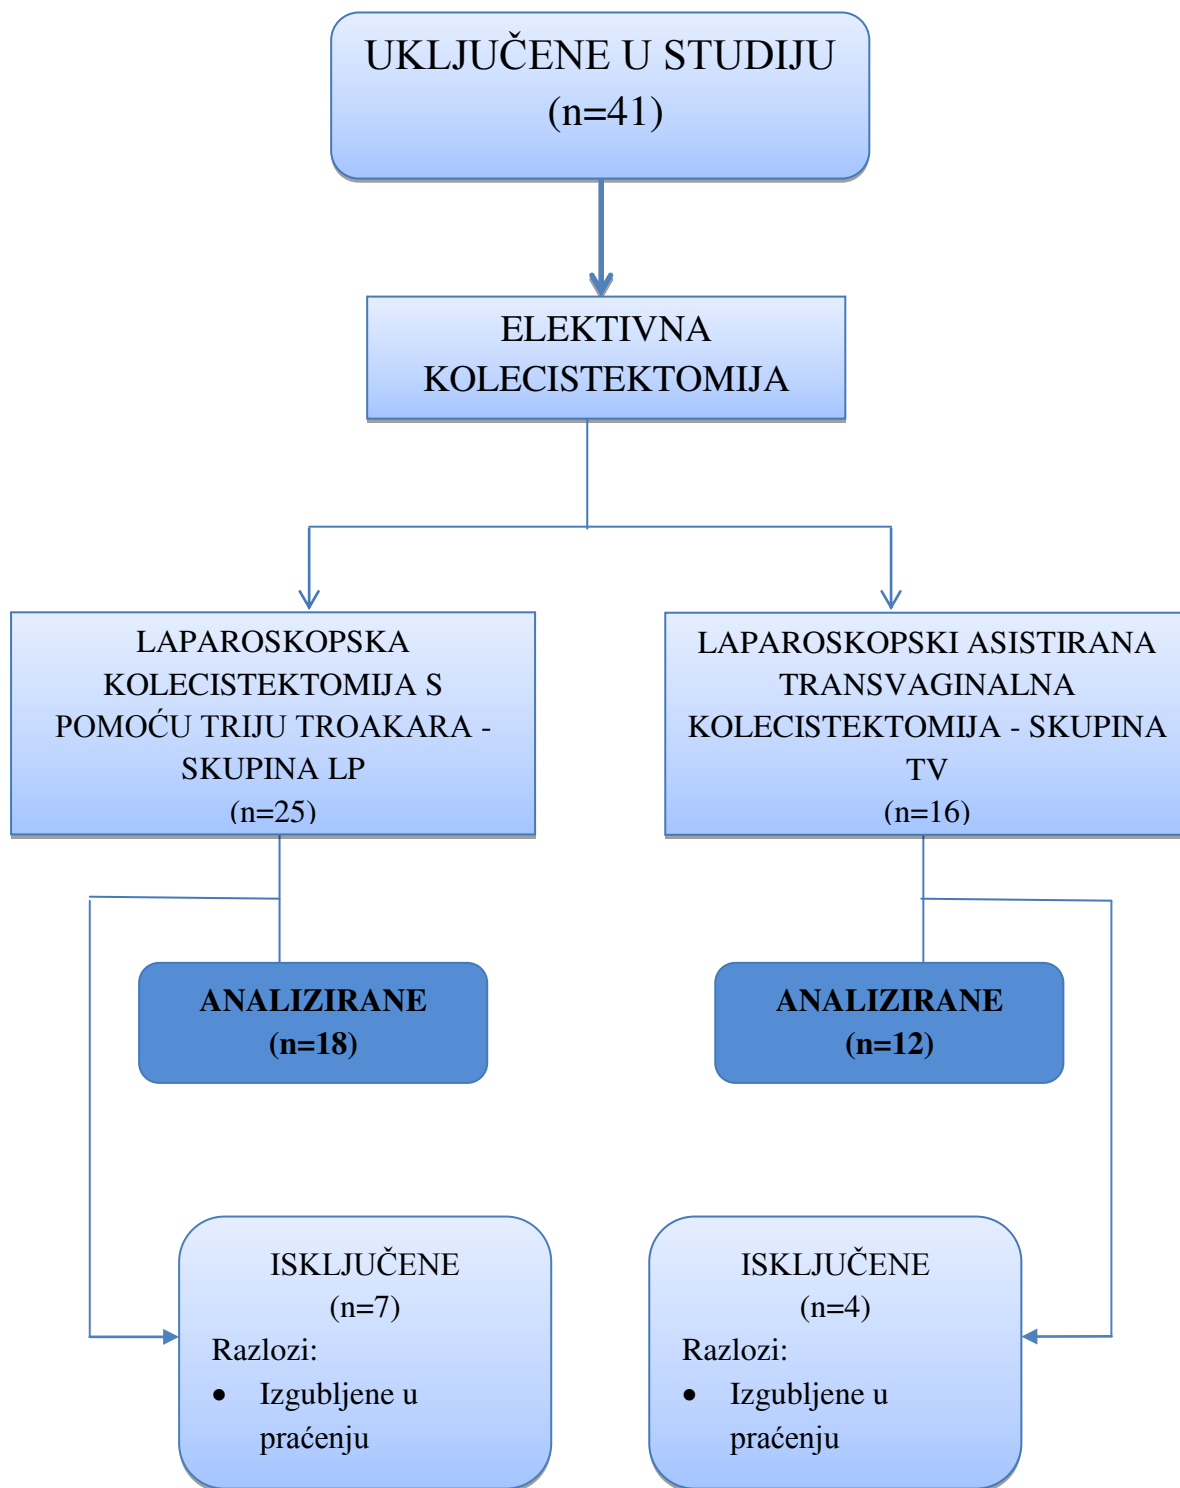 UKLJUČENE U STUDIJU
(n=41)
ELEKTIVNA
KOLECISTEKTOMIJA
LAPAROSKOPSKA
KOLECISTEKTOMIJA S
POMOĆU TRIJU TROAKARA -
SKUPINA LP
(n=25)
LAPAROSKOPSKI ASISTIRANA
TRANSVAGINALNA
KOLECISTEKTOMIJA - SKUPINA
TV
(n=16)
ANALIZIRANE
(n=18)
ANALIZIRANE
(n=12)
ISKLJUČENE
(n=7)
Razlozi:
• Izgubljene u
praćenju
ISKLJUČENE
(n=4)
Razlozi:
• Izgubljene u
praćenju